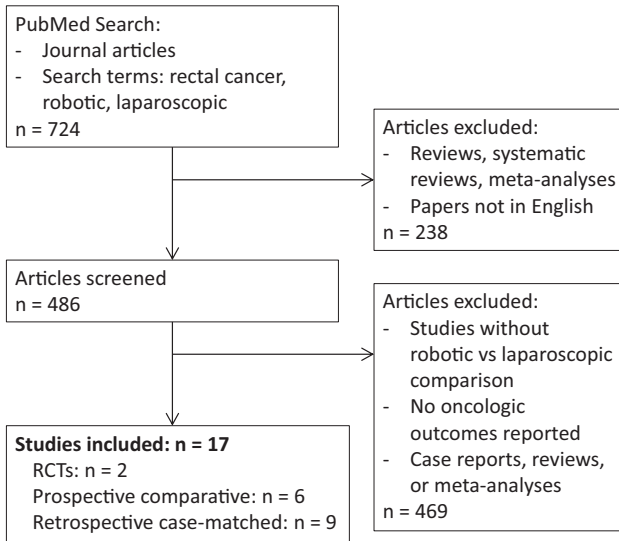 PubMed Search:
- Journal articles
- Search terms: rectal cancer,
robotic, laparoscopic
n = 724
Articles excluded:
- Reviews, systematic
reviews, meta-analyses
- Papers not in English
n = 238
Articles screened
n = 486
Articles excluded:
- Studies without
robotic vs laparoscopic
comparison
- No oncologic
outcomes reported
- Case reports, reviews,
or meta-analyses
n = 469
Studies included: n = 17
RCTs: n = 2
Prospective comparative: n = 6
Retrospective case-matched: n = 9